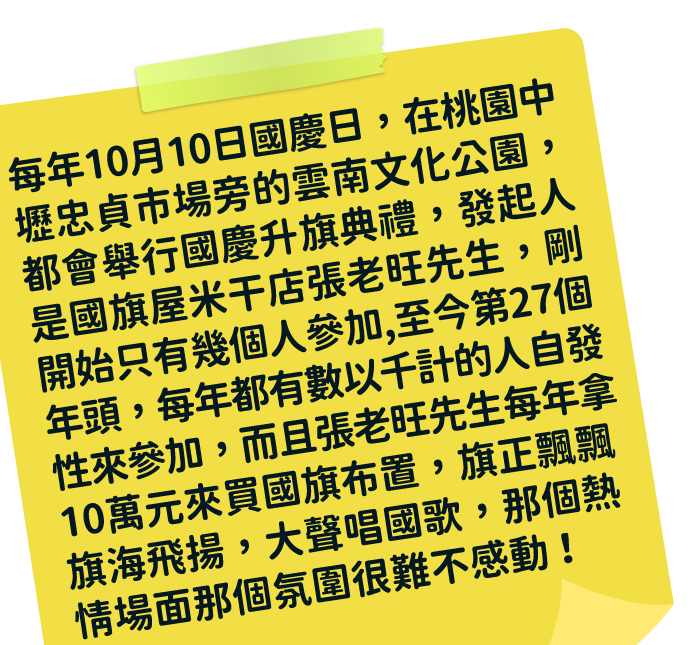 每年10月10日國慶日，在桃園中
壢忠貞市場旁的雲南文化公園，
都會舉行國慶升旗典禮，發起人
是國旗屋米干店張老旺先生，剛
開始只有幾個人參加,至今第27個
年頭，每年都有數以千計的人自發
性來參加，而且張老旺先生每年拿
10萬元來買國旗布置，旗正飄飄
旗海飛揚，大聲唱國歌，那個熱
情場面那個氛圍很難不感動！